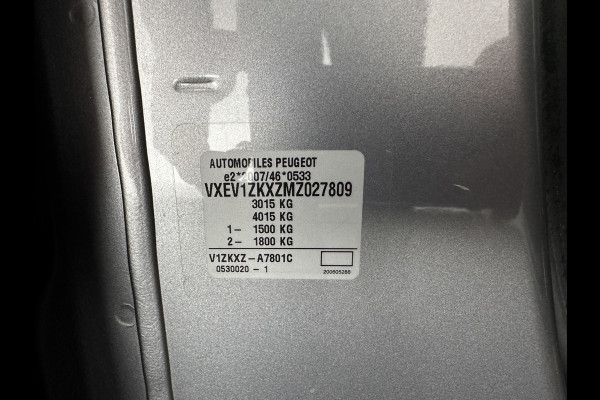 AUTOMOBILES PEUGEOT
e2*2007/46*0533
VXEV1ZKXZMZ027809
3015 KG
4015 KG
1- 1500 KG
2- 1800 KG
V1ZKXZ-A7801C
0530020 - 1
200605288